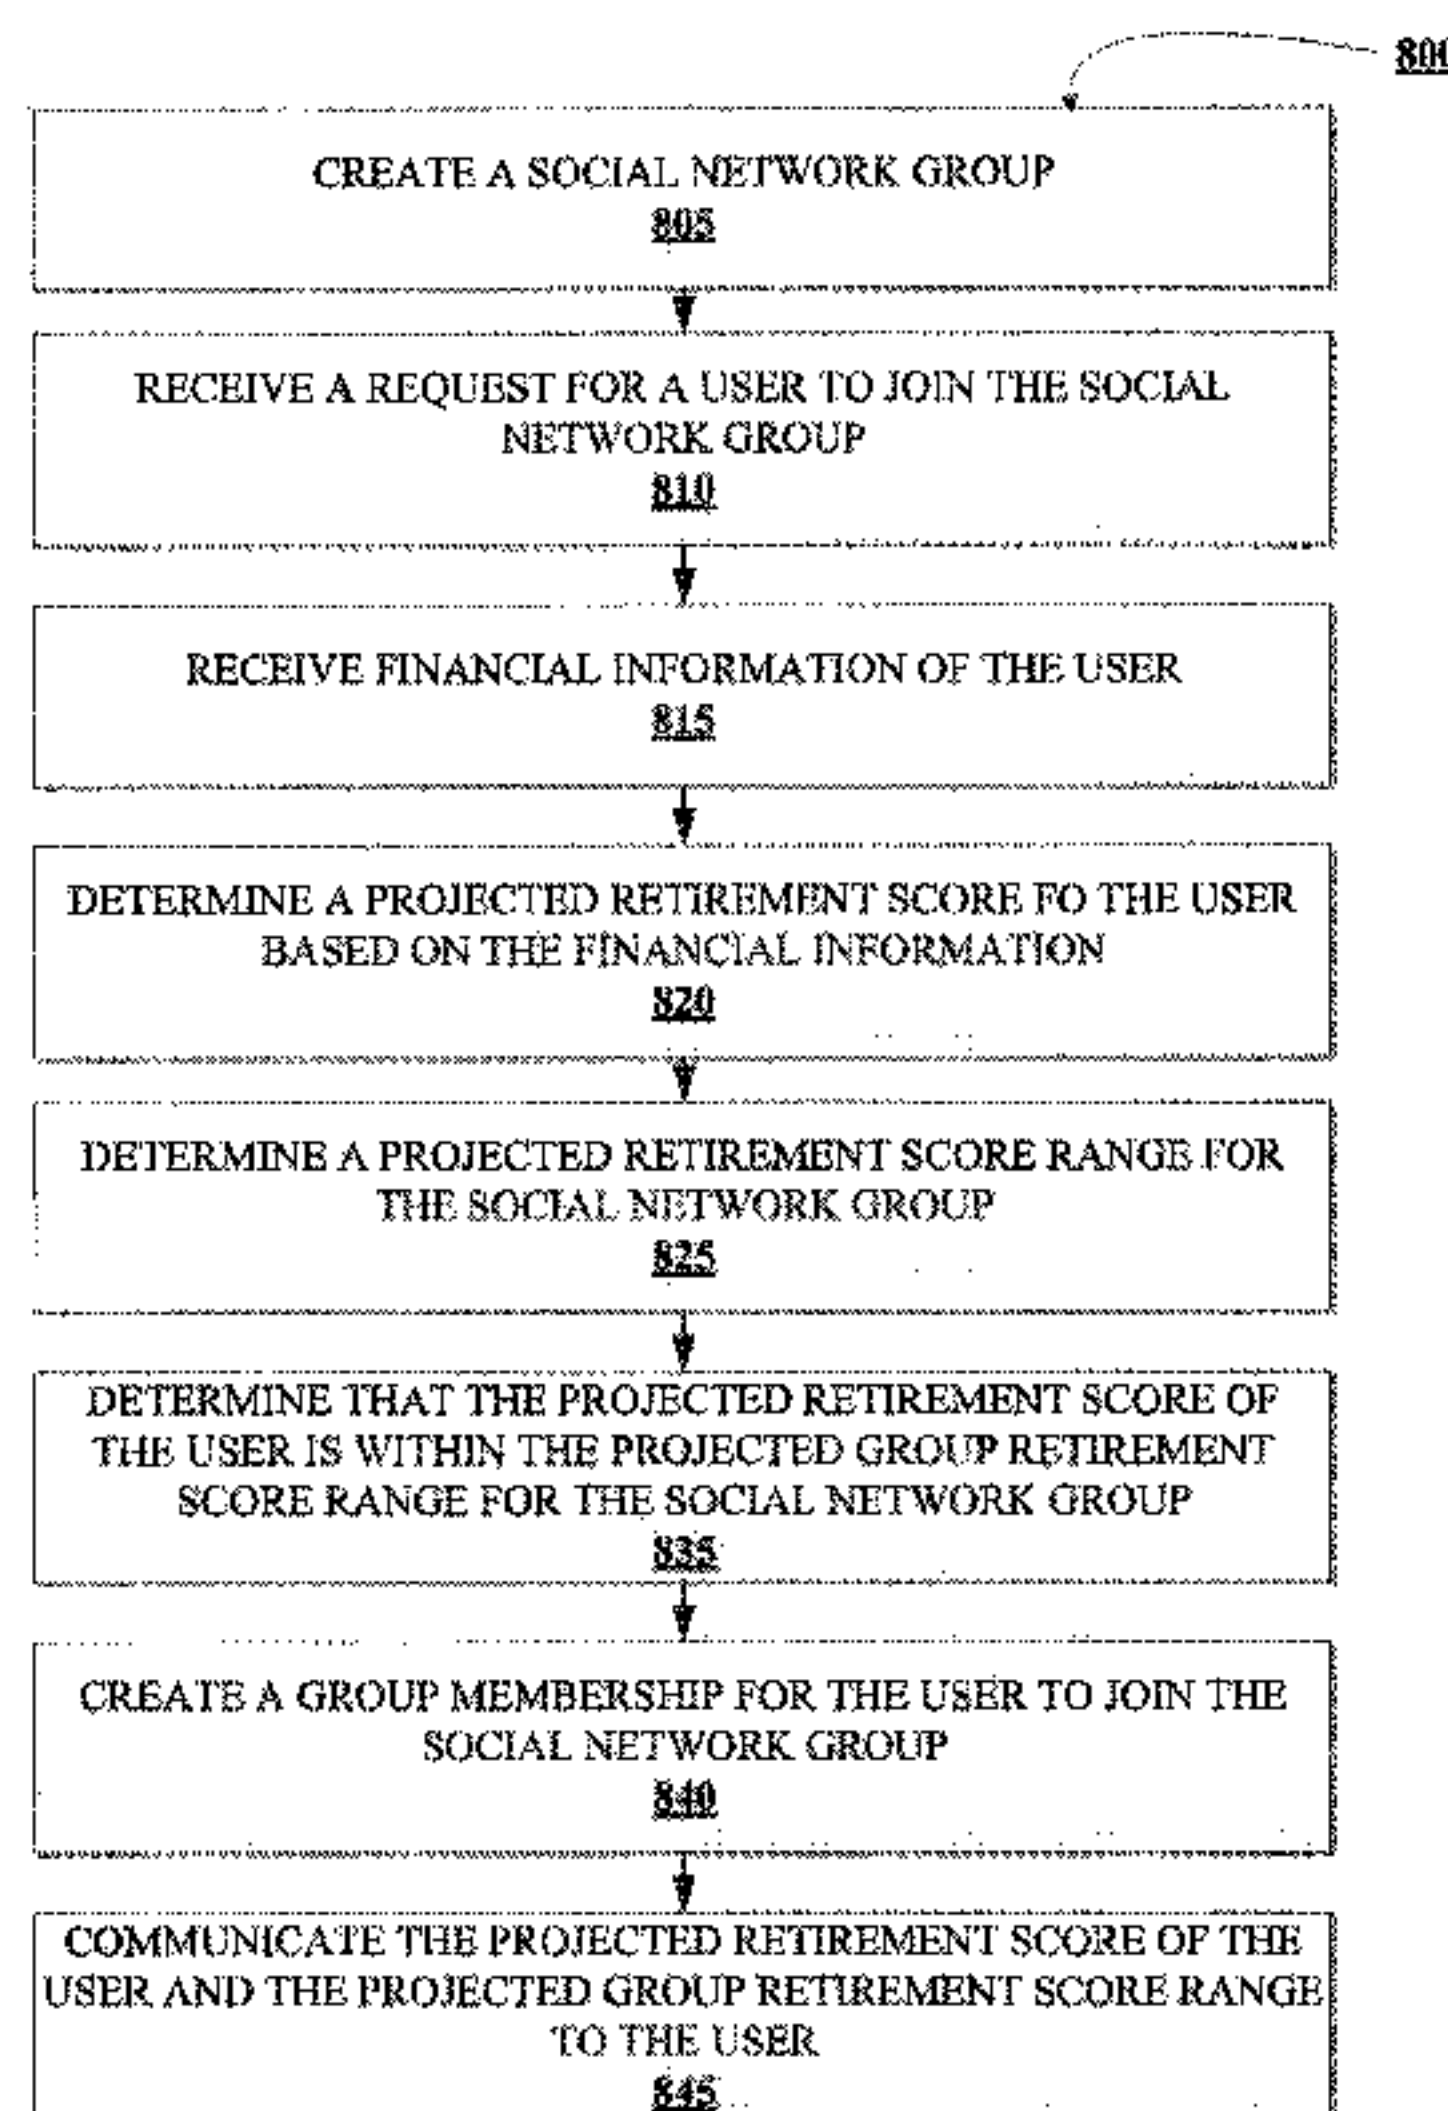 800
CREATE A SOCIAL NETWORK GROUP
805
RECEIVE A REQUEST FOR A USER TO JOIN THE SOCIAL
NETWORK GROUP
810
RECEIVE FINANCIAL INFORMATION OF THE USER
815
DETERMINE A PROJECTED RETIREMENT SCORE FO THE USER
BASED ON THE FINANCIAL INFORMATION
820
DETERMINE A PROJECTED RETIREMENT SCORE RANGE FOR
THE SOCIAL NETWORK GROUP
825
DETERMINE THAT THE PROJECTED RETIREMENT SCORE OF
THE USER IS WITHIN THE PROJECTED GROUP RETIREMENT
SCORE RANGE FOR THE SOCIAL NETWORK GROUP
835
CREATE A GROUP MEMBERSHIP FOR THE USER TO JOIN THE
SOCIAL NETWORK GROUP
840
COMMUNICATE THE PROJECTED RETIREMENT SCORE OF THE
USER AND THE PROJECTED GROUP RETIREMENT SCORE RANGE
TO THE USER
845